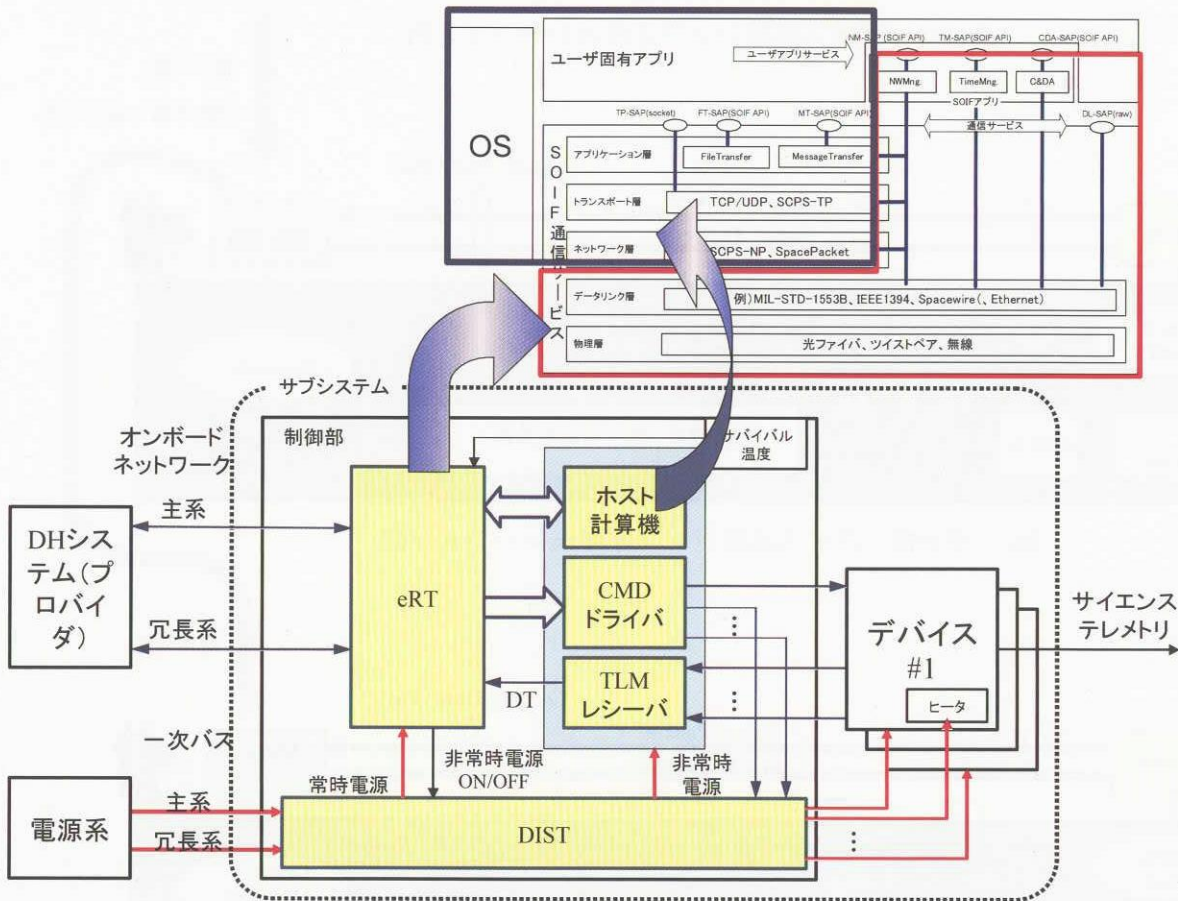 OS
ユーザ固有アプリ
ユーザアプリサービス
NM-SAP (SOIF API)
TM-SAP(SOIF API)
CDA-SAP(SOIF API)
NWMng.
TimeMng.
C&DA
SOIFアプリ
TP-SAP(socket)
FT-SAP(SOIF API)
MT-SAP(SOIF API)
通信サービス
DL-SAP(raw)
SOIF通信サービス
アプリケーション層
FileTransfer
MessageTransfer
トランスポート層
TCP/UDP、SCPS-TP
ネットワーク層
SCPS-NP、SpacePacket
データリンク層
例)MIL-STD-1553B、IEEE1394、Spacewire(、Ethernet)
物理層
光ファイバ、ツイストペア、無線
サブシステム
オンボード
ネットワーク
制御部
サバイバル
温度
主系
DHシス
テム(プ
ロバイ
ダ)
冗長系
eRT
ホスト
計算機
CMD
ドライバ
TLM
レシーバ
DT
⋮
⋮
デバイス
#1
ヒータ
サイエンス
テレメトリ
一次バス
常時電源
非常時電源
ON/OFF
非常時
電源
電源系
主系
冗長系
DIST
⋮